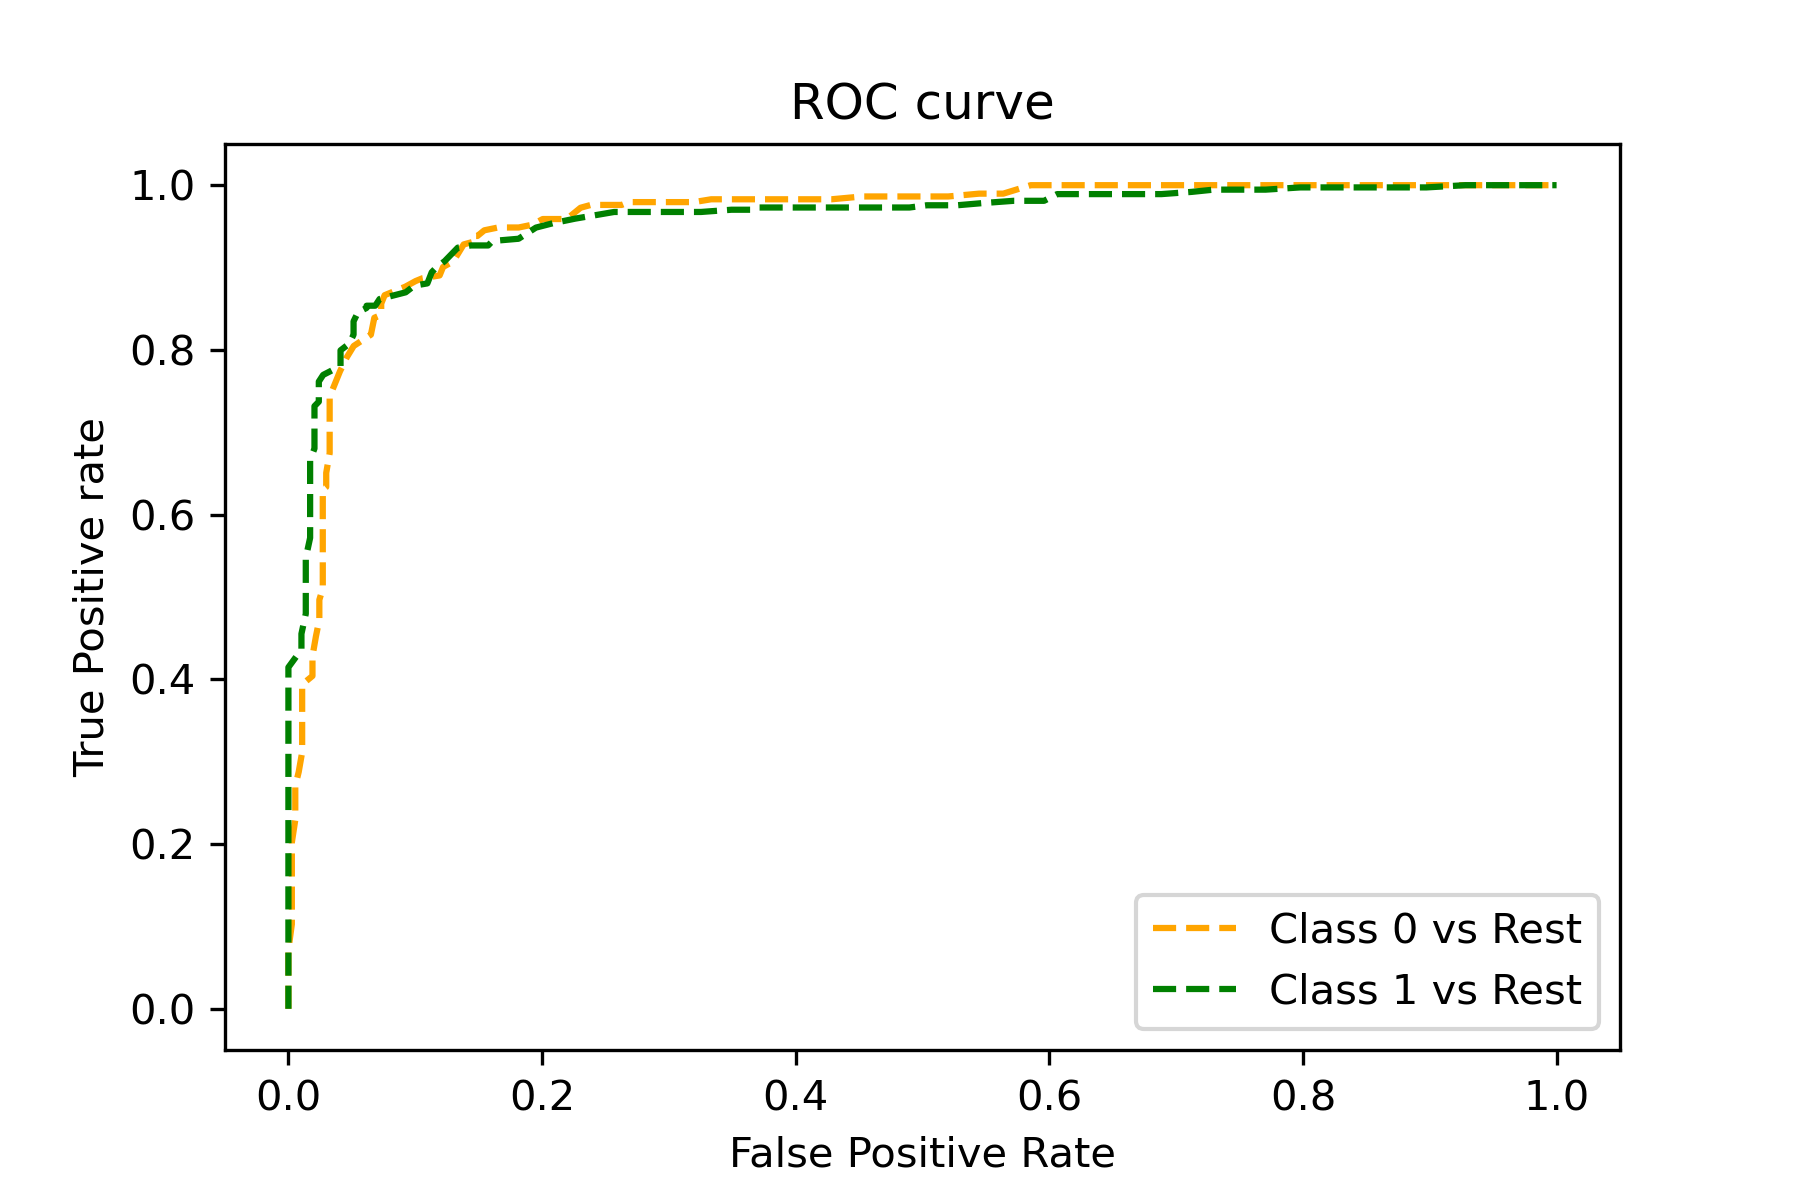 ROC curve
True Positive rate
1.0
0.8
0.6
0.4
0.2
0.0
Class 0 vs Rest
Class 1 vs Rest
0.0 0.2 0.4 0.6 0.8 1.0
False Positive Rate